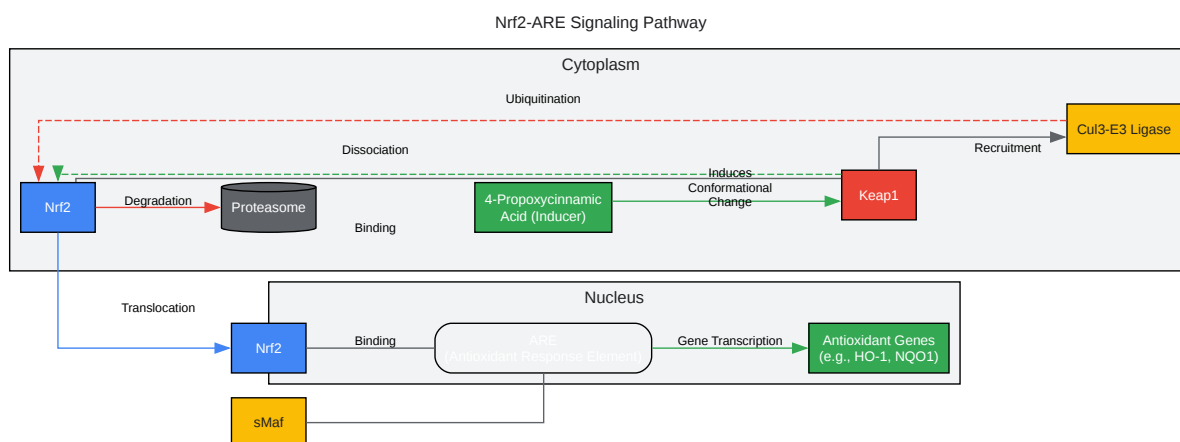 Nrf2-ARE Signaling Pathway
Cytoplasm
Ubiquitination
Cul3-E3 Ligase
Recruitment
Dissociation
Induces
Conformational
Change
Nrf2
Degradation
Proteasome
4-Propoxycinnamic
Acid (Inducer)
Keap1
Binding
Translocation
Nucleus
Nrf2
Binding
ARE
(Antioxidant Response Element)
Gene Transcription
Antioxidant Genes
(e.g., HO-1, NQO1)
sMaf